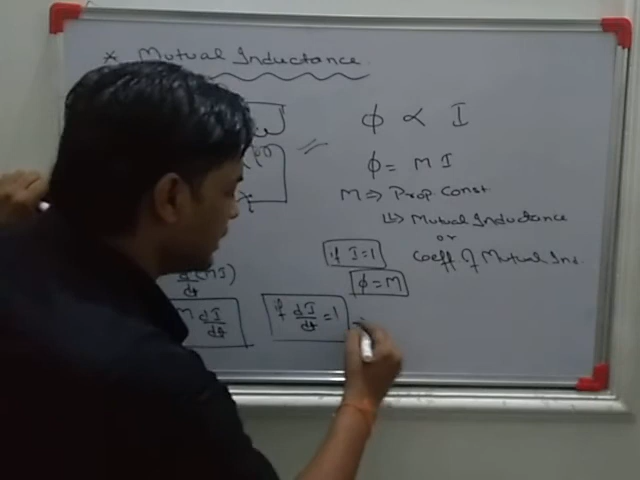 * Mutual Inductance
φ ∝ I
φ = M I
M ⇒ Prop Const
↳ Mutual Inductance
or
Coeff of Mutual Ind.
if I = 1
φ = M
d(MI)/dt
M dI/dt
if dI/dt = 1